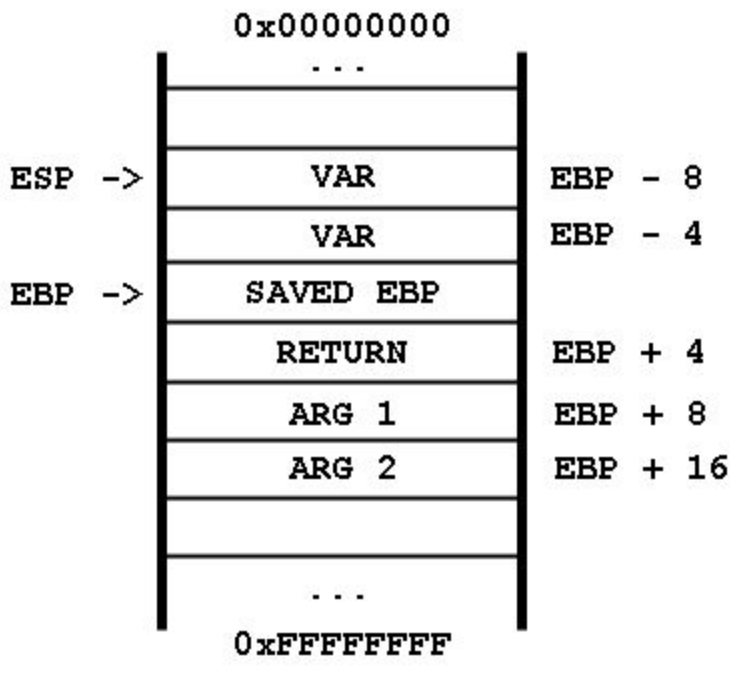 0x00000000
...
ESP -> VAR EBP - 8
VAR EBP - 4
EBP -> SAVED EBP
RETURN EBP + 4
ARG 1 EBP + 8
ARG 2 EBP + 16
...
0xFFFFFFFF